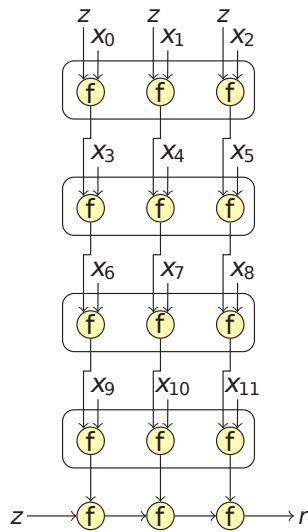 z z z
x₀ x₁ x₂
f f f
x₃ x₄ x₅
f f f
x₆ x₇ x₈
f f f
x₉ x₁₀ x₁₁
f f f
z f f f r